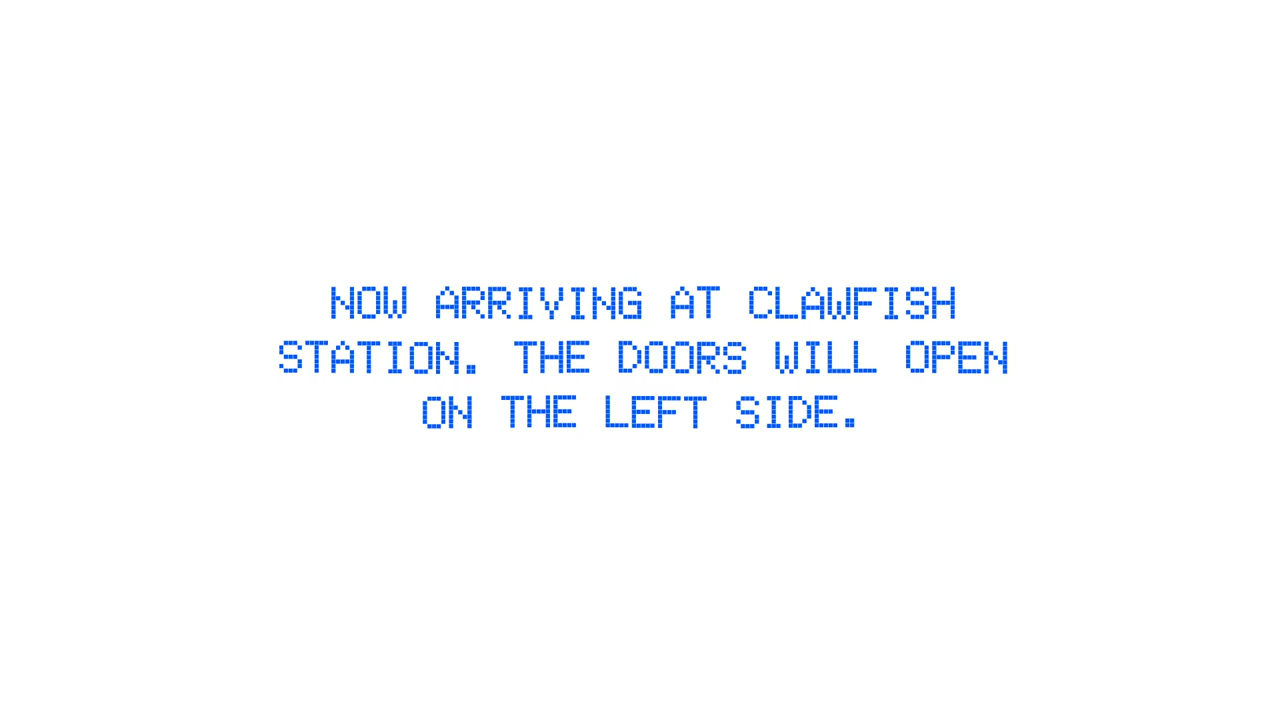 NOW ARRIVING AT CLAWFISH
STATION. THE DOORS WILL OPEN
ON THE LEFT SIDE.